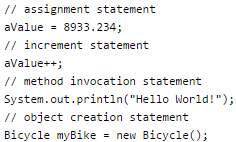 // assignment statement
aValue = 8933.234;
// increment statement
aValue++;
// method invocation statement
System.out.println("Hello World!");
// object creation statement
Bicycle myBike = new Bicycle();